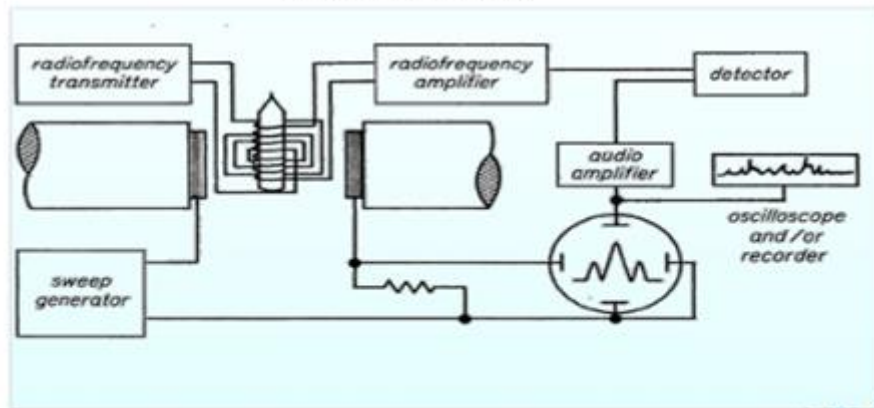 radiofrequency
transmitter
radiofrequency
amplifier
detector
audio
amplifier
oscilloscope
and/or
recorder
sweep
generator